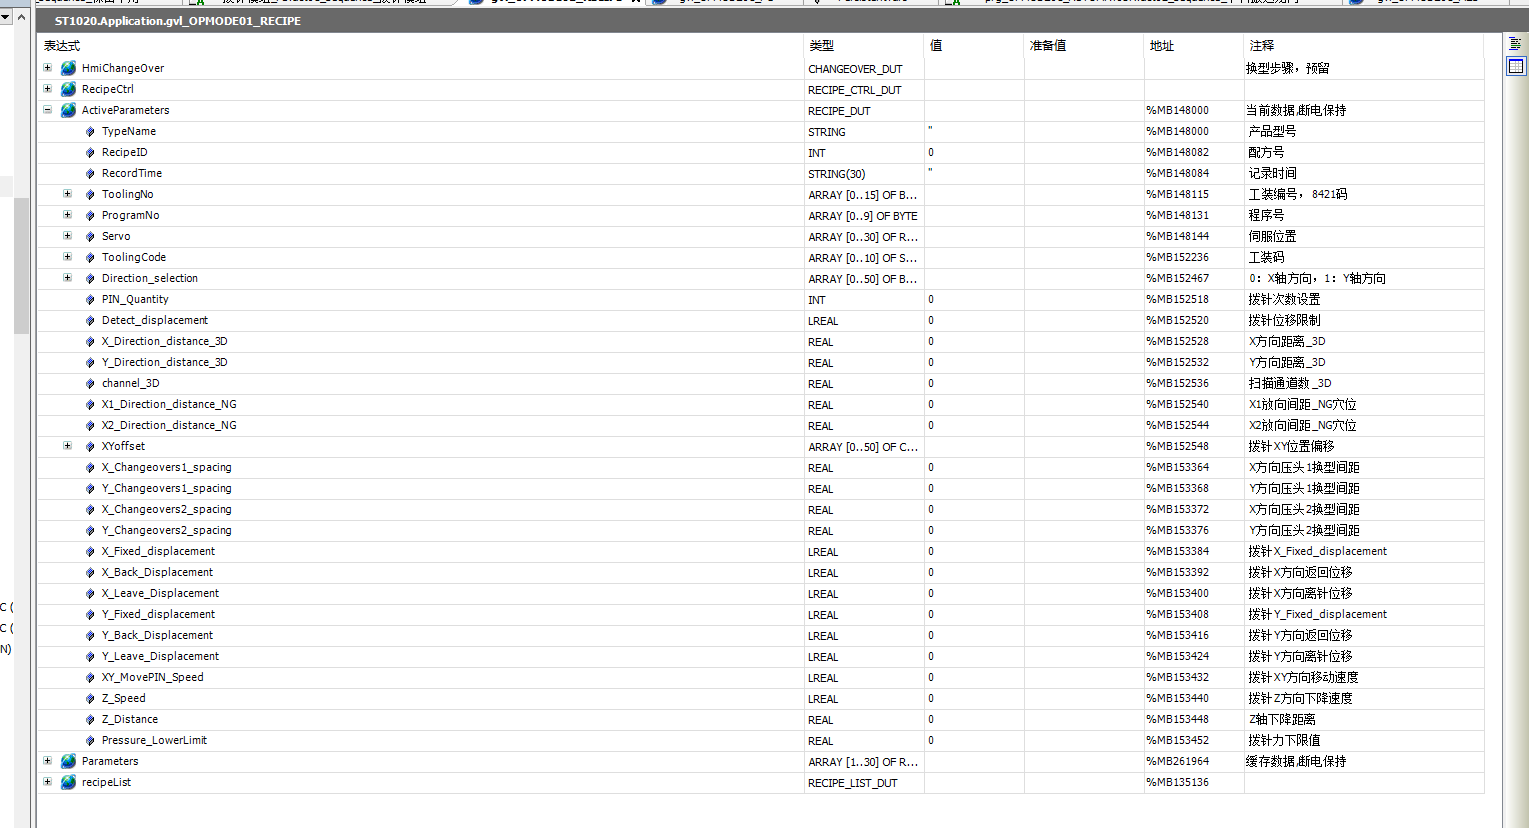 ST1020.Application.gvl_OPMODE01_RECIPE
表达式 类型 值 准备值 地址 注释
HmiChangeOver CHANGEOVER_DUT 换型步骤，预留
RecipeCtrl RECIPE_CTRL_DUT
ActiveParameters RECIPE_DUT %MB148000 当前数据,断电保持
TypeName STRING '' %MB148000 产品型号
RecipeID INT 0 %MB148082 配方号
RecordTime STRING(30) '' %MB148084 记录时间
ToolingNo ARRAY [0..15] OF B... %MB148115 工装编号，8421码
ProgramNo ARRAY [0..9] OF BYTE %MB148131 程序号
Servo ARRAY [0..30] OF R... %MB148144 伺服位置
ToolingCode ARRAY [0..10] OF S... %MB152236 工装码
Direction_selection ARRAY [0..50] OF B... %MB152467 0：X轴方向，1：Y轴方向
PIN_Quantity INT 0 %MB152518 拨针次数设置
Detect_displacement LREAL 0 %MB152520 拨针位移限制
X_Direction_distance_3D REAL 0 %MB152528 X方向距离_3D
Y_Direction_distance_3D REAL 0 %MB152532 Y方向距离_3D
channel_3D REAL 0 %MB152536 扫描通道数_3D
X1_Direction_distance_NG REAL 0 %MB152540 X1放向间距_NG穴位
X2_Direction_distance_NG REAL 0 %MB152544 X2放向间距_NG穴位
XYoffset ARRAY [0..50] OF C... %MB152548 拨针XY位置偏移
X_Changeovers1_spacing REAL 0 %MB153364 X方向压头1换型间距
Y_Changeovers1_spacing REAL 0 %MB153368 Y方向压头1换型间距
X_Changeovers2_spacing REAL 0 %MB153372 X方向压头2换型间距
Y_Changeovers2_spacing REAL 0 %MB153376 Y方向压头2换型间距
X_Fixed_displacement LREAL 0 %MB153384 拨针X_Fixed_displacement
X_Back_Displacement LREAL 0 %MB153392 拨针X方向返回位移
X_Leave_Displacement LREAL 0 %MB153400 拨针X方向离针位移
Y_Fixed_displacement LREAL 0 %MB153408 拨针Y_Fixed_displacement
Y_Back_Displacement LREAL 0 %MB153416 拨针Y方向返回位移
Y_Leave_Displacement LREAL 0 %MB153424 拨针Y方向离针位移
XY_MovePIN_Speed LREAL 0 %MB153432 拨针XY方向移动速度
Z_Speed LREAL 0 %MB153440 拨针Z方向下降速度
Z_Distance REAL 0 %MB153448 Z轴下降距离
Pressure_LowerLimit REAL 0 %MB153452 拨针力下限值
Parameters ARRAY [1..30] OF R... %MB261964 缓存数据,断电保持
recipeList RECIPE_LIST_DUT %MB135136
C (
C (
N)